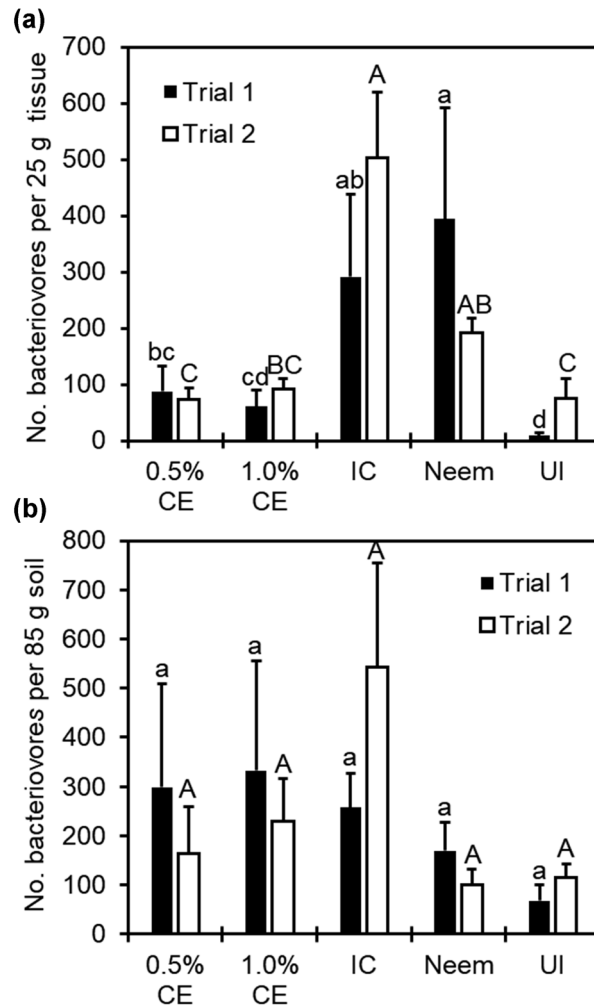 (a)
No. bacteriovores per 25 g tissue
700
600
500
400
300
200
100
0
Trial 1
Trial 2
bc
C
cd
BC
ab
A
a
AB
d
C
0.5% CE
1.0% CE
IC
Neem
UI
(b)
No. bacteriovores per 85 g soil
800
700
600
500
400
300
200
100
0
Trial 1
Trial 2
a
A
a
A
a
A
a
A
a
A
0.5% CE
1.0% CE
IC
Neem
UI